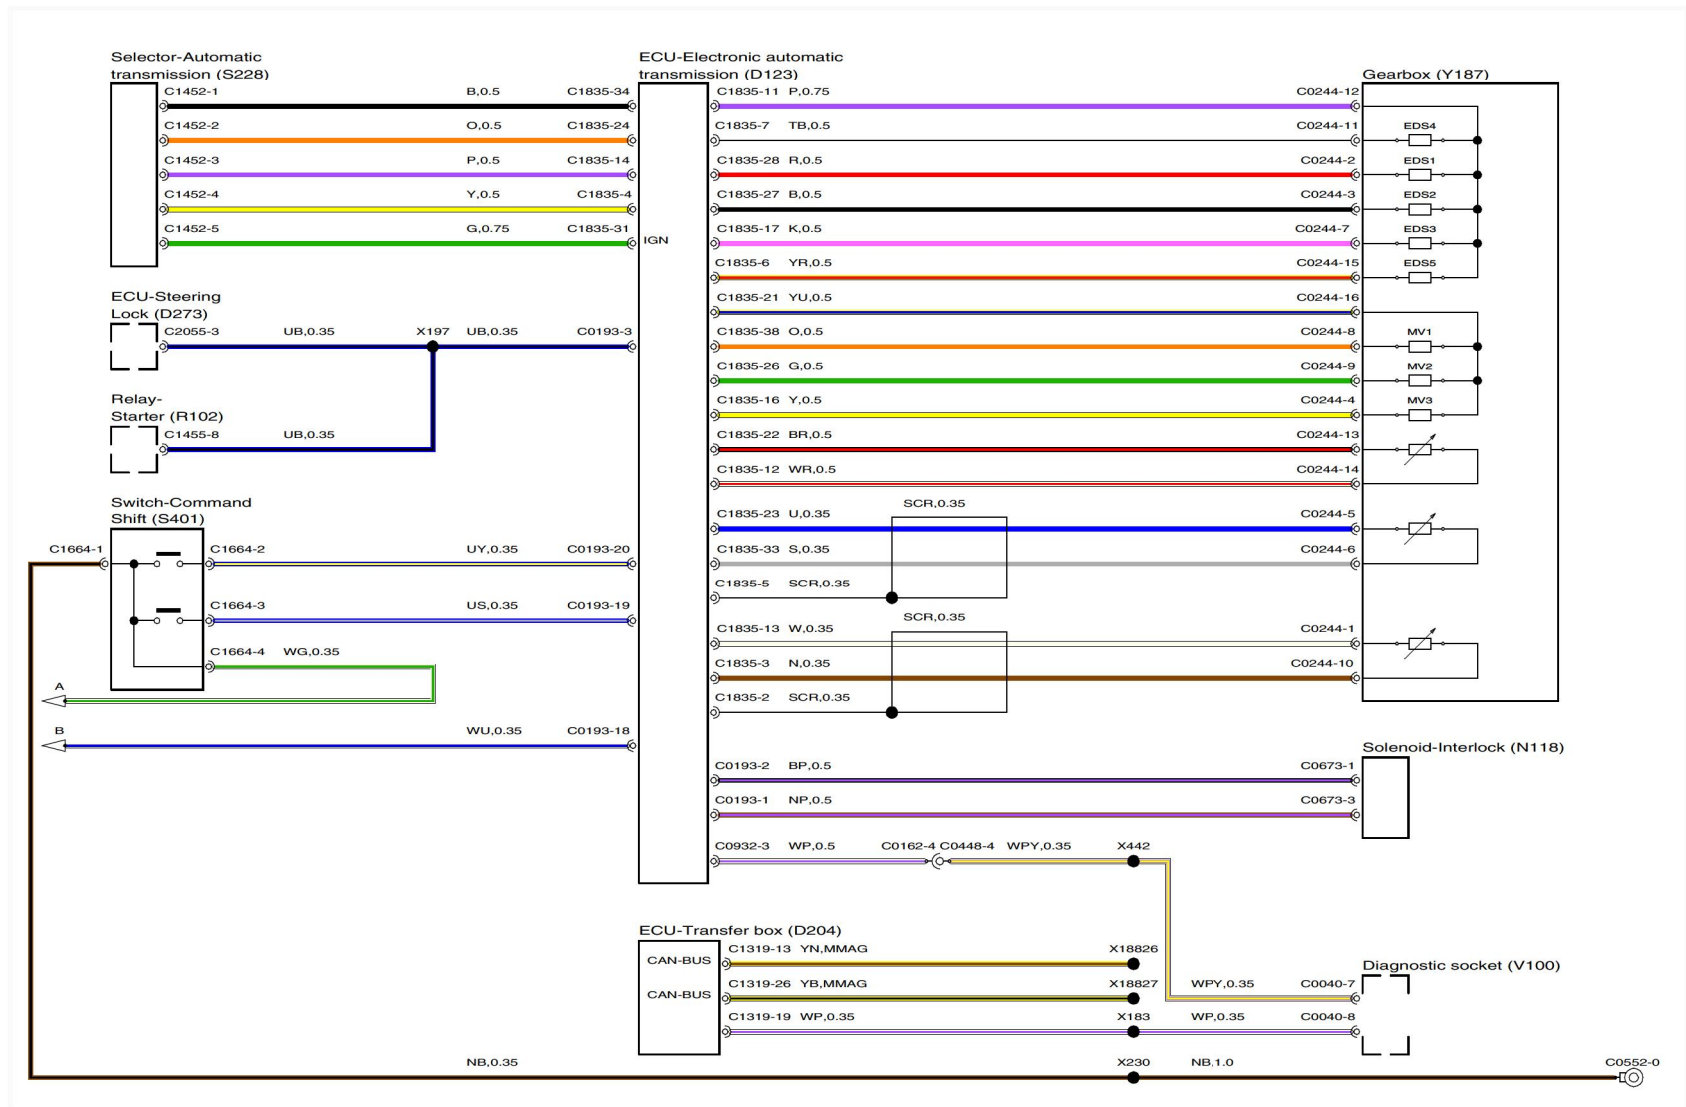 Selector-Automatic
transmission (S228)
ECU-Electronic automatic
transmission (D123)
Gearbox (Y187)
C1452-1 B,0.5 C1835-34
C1835-11 P,0.75 C0244-12
C1452-2 O,0.5 C1835-24
C1835-7 TB,0.5 C0244-11 EDS4
C1452-3 P,0.5 C1835-14
C1835-28 R,0.5 C0244-2 EDS1
C1452-4 Y,0.5 C1835-4
C1835-27 B,0.5 C0244-3 EDS2
C1452-5 G,0.75 C1835-31
IGN
C1835-17 K,0.5 C0244-7 EDS3
C1835-6 YR,0.5 C0244-15 EDS5
ECU-Steering
Lock (D273)
C1835-21 YU,0.5 C0244-16
C2055-3 UB,0.35 X197 UB,0.35 C0193-3
C1835-38 O,0.5 C0244-8 MV1
C1835-26 G,0.5 C0244-9 MV2
Relay-
Starter (R102)
C1835-16 Y,0.5 C0244-4 MV3
C1455-8 UB,0.35
C1835-22 BR,0.5 C0244-13
C1835-12 WR,0.5 C0244-14
Switch-Command
Shift (S401)
SCR,0.35
C1835-23 U,0.35 C0244-5
C1664-1 C1664-2 UY,0.35 C0193-20
C1835-33 S,0.35 C0244-6
C1835-5 SCR,0.35
C1664-3 US,0.35 C0193-19
SCR,0.35
C1835-13 W,0.35 C0244-1
C1664-4 WG,0.35
C1835-3 N,0.35 C0244-10
A
C1835-2 SCR,0.35
B WU,0.35 C0193-18
Solenoid-Interlock (N118)
C0193-2 BP,0.5 C0673-1
C0193-1 NP,0.5 C0673-3
C0932-3 WP,0.5 C0162-4 C0448-4 WPY,0.35 X442
ECU-Transfer box (D204)
CAN-BUS C1319-13 YN,MMAG X18826
Diagnostic socket (V100)
CAN-BUS C1319-26 YB,MMAG X18827 WPY,0.35 C0040-7
C1319-19 WP,0.35 X183 WP,0.35 C0040-8
NB,0.35 X230 NB,1.0 C0552-0